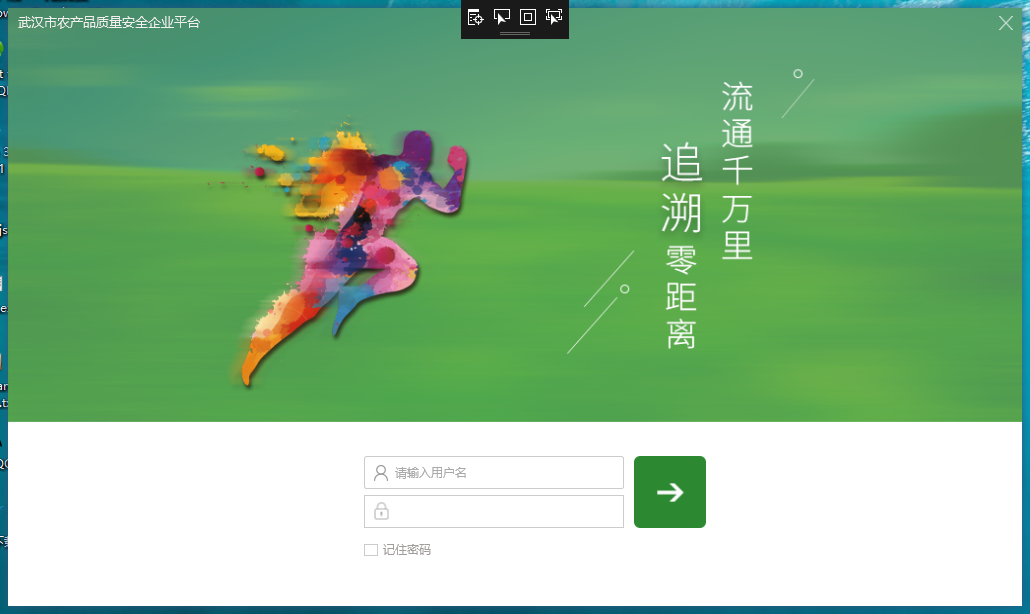 武汉市农产品质量安全企业平台
流通千万里
追溯零距离
请输入用户名
记住密码